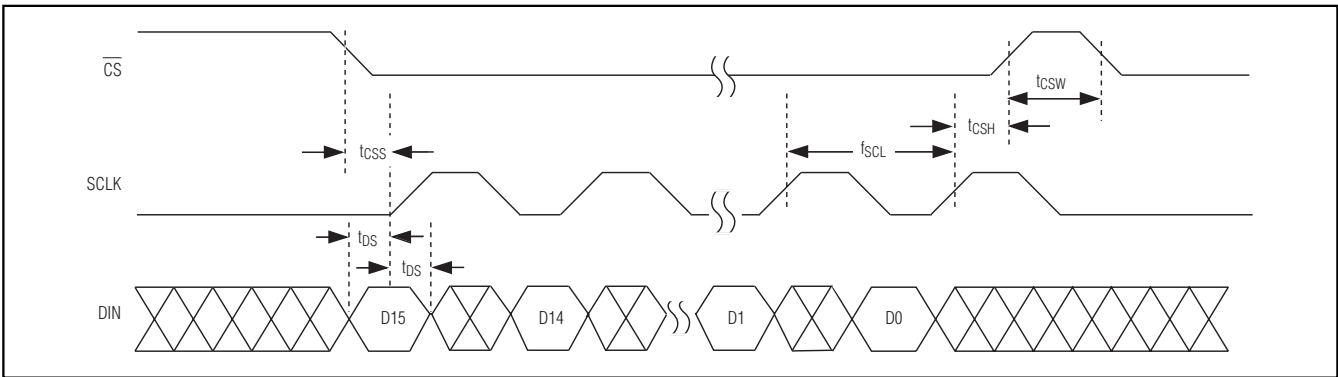 CS
tCSW
tCSH
tCSS
fSCL
SCLK
tDS
tDS
DIN
D15
D14
D1
D0